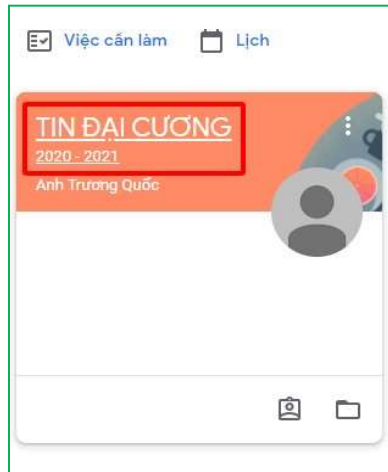 Việc cần làm Lịch
TIN ĐẠI CƯƠNG
2020 - 2021
Anh Trương Quốc